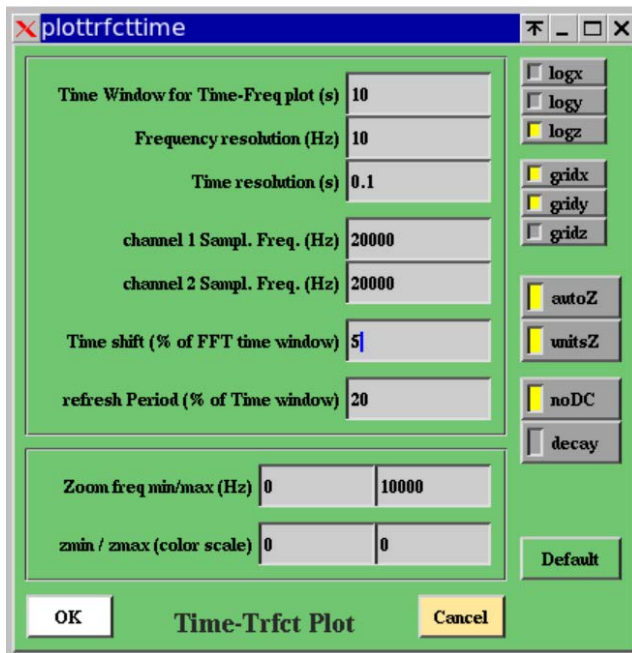 plottrfcttime
Time Window for Time-Freq plot (s) 10
Frequency resolution (Hz) 10
Time resolution (s) 0.1
channel 1 Sampl. Freq. (Hz) 20000
channel 2 Sampl. Freq. (Hz) 20000
Time shift (% of FFT time window) 5
refresh Period (% of Time window) 20
logx
logy
logz
gridx
gridy
gridz
autoZ
unitsZ
noDC
decay
Zoom freq min/max (Hz) 0 10000
zmin / zmax (color scale) 0 0
Default
OK Time-Trfct Plot Cancel